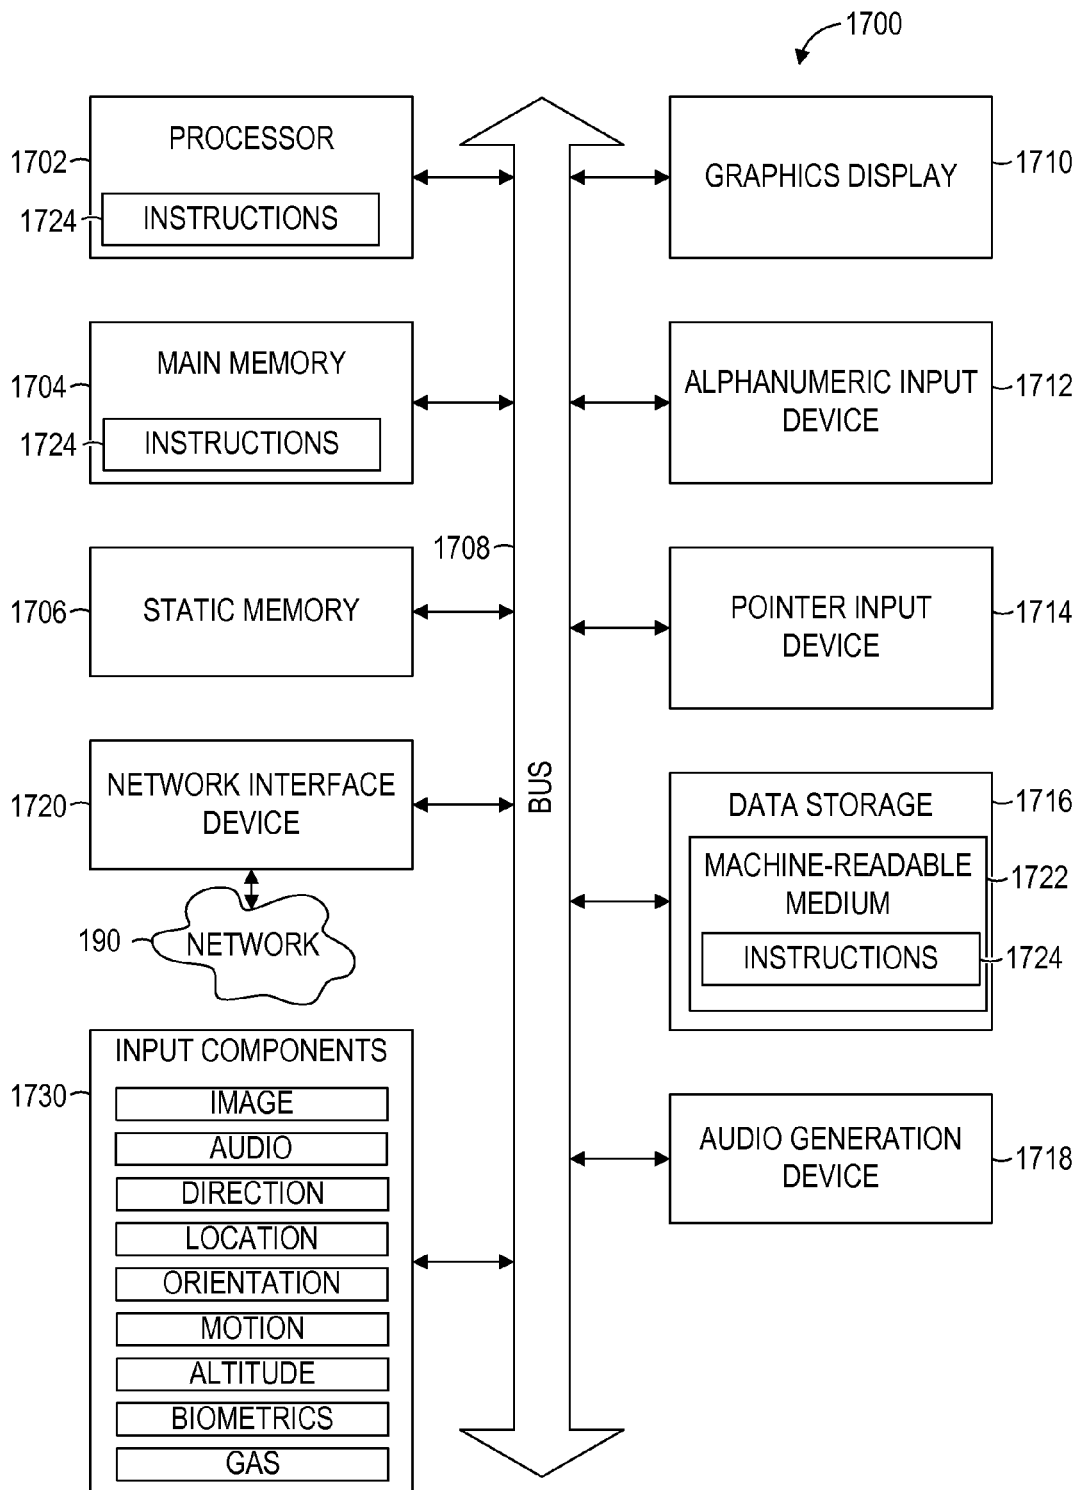 1700
PROCESSOR
1702
1724
INSTRUCTIONS
MAIN MEMORY
1704
1724
INSTRUCTIONS
1708
STATIC MEMORY
1706
NETWORK INTERFACE
DEVICE
1720
190
NETWORK
INPUT COMPONENTS
1730
IMAGE
AUDIO
DIRECTION
LOCATION
ORIENTATION
MOTION
ALTITUDE
BIOMETRICS
GAS
BUS
GRAPHICS DISPLAY
1710
ALPHANUMERIC INPUT
DEVICE
1712
POINTER INPUT
DEVICE
1714
DATA STORAGE
1716
MACHINE-READABLE
MEDIUM
1722
INSTRUCTIONS
1724
AUDIO GENERATION
DEVICE
1718